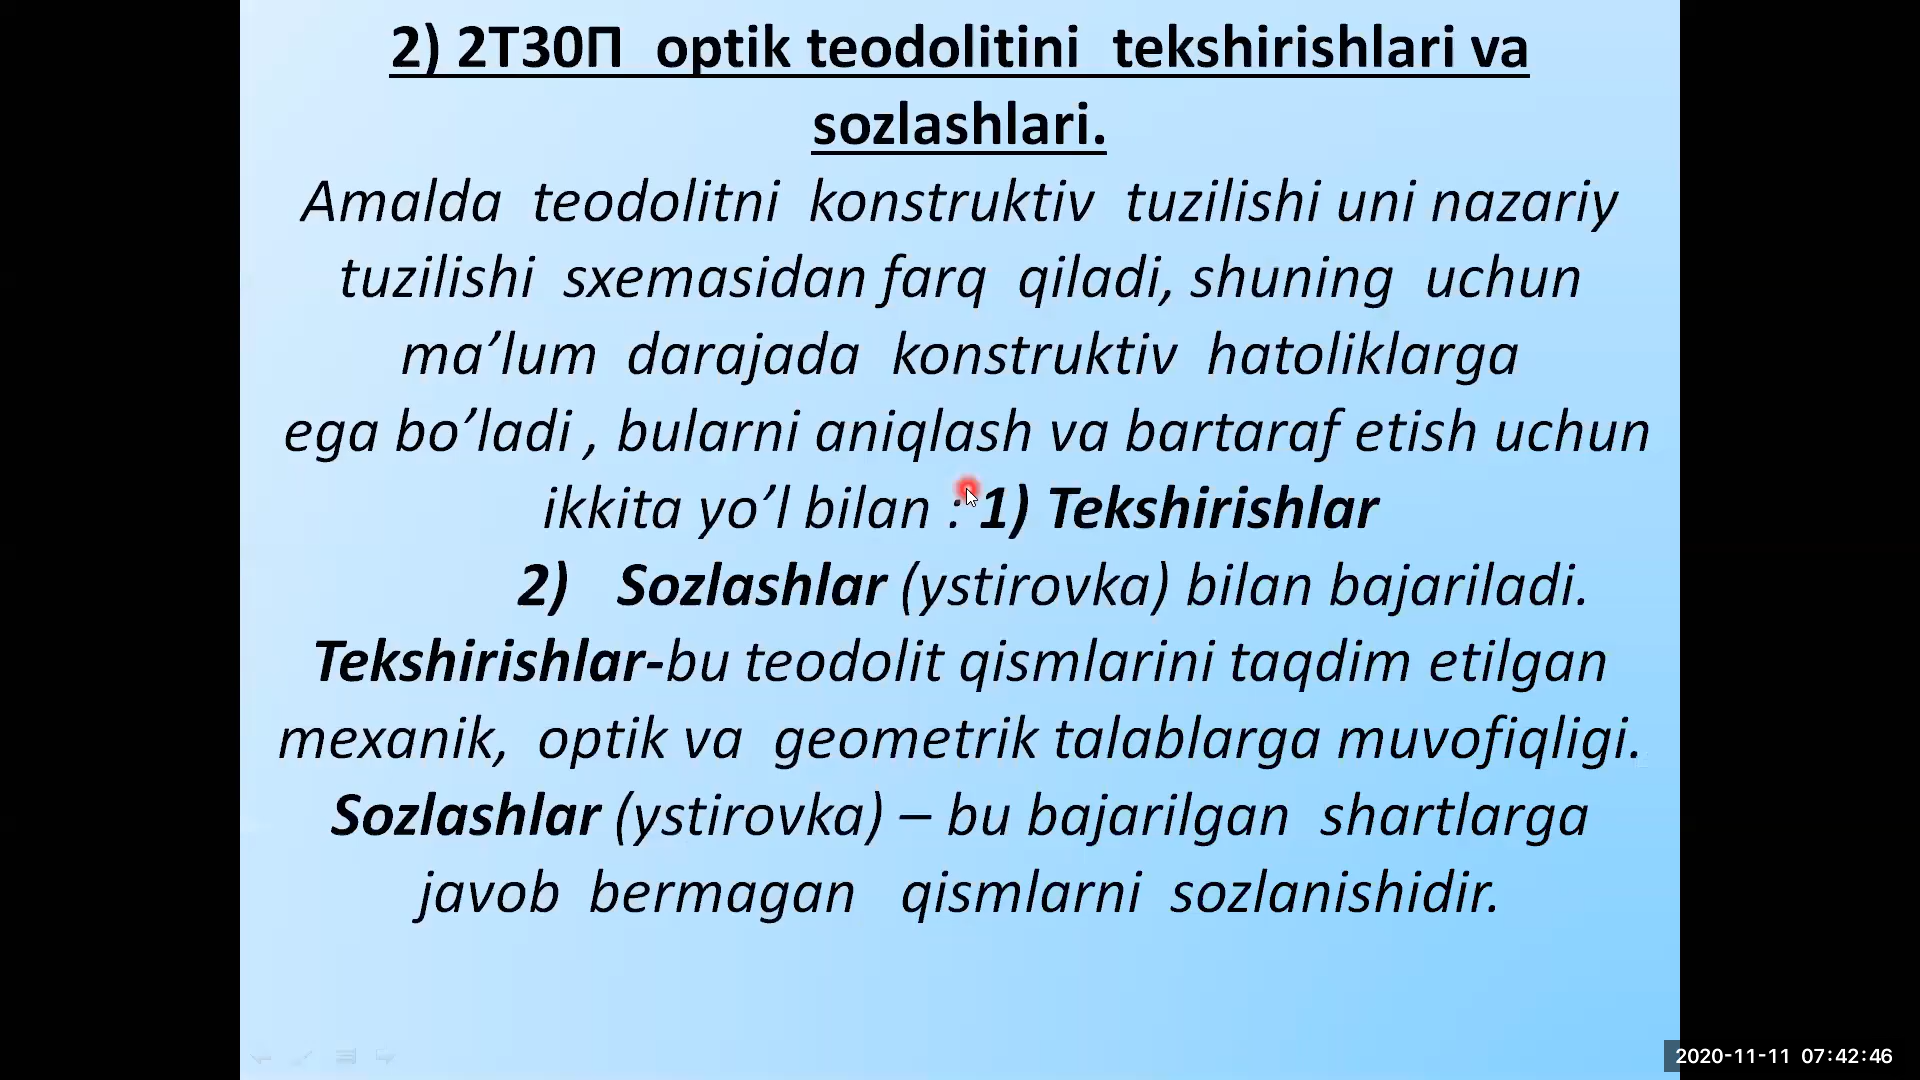 2) 2Т30П optik teodolitini tekshirishlari va
sozlashlari.
Amalda teodolitni konstruktiv tuzilishi uni nazariy
tuzilishi sxemasidan farq qiladi, shuning uchun
ma’lum darajada konstruktiv hatoliklarga
ega bo’ladi , bularni aniqlash va bartaraf etish uchun
ikkita yo’l bilan : 1) Tekshirishlar
2) Sozlashlar (ystirovka) bilan bajariladi.
Tekshirishlar-bu teodolit qismlarini taqdim etilgan
mexanik, optik va geometrik talablarga muvofiqligi.
Sozlashlar (ystirovka) – bu bajarilgan shartlarga
javob bermagan qismlarni sozlanishidir.
2020-11-11 07:42:46